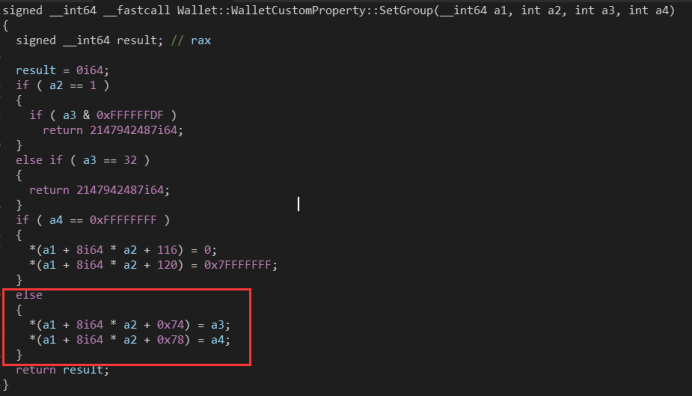 signed __int64 __fastcall Wallet::WalletCustomProperty::SetGroup(__int64 a1, int a2, int a3, int a4)
{
  signed __int64 result; // rax

  result = 0i64;
  if ( a2 == 1 )
  {
    if ( a3 & 0xFFFFFFDF )
      return 2147942487i64;
  }
  else if ( a3 == 32 )
  {
    return 2147942487i64;
  }
  if ( a4 == 0xFFFFFFFF )
  {
    *(a1 + 8i64 * a2 + 116) = 0;
    *(a1 + 8i64 * a2 + 120) = 0x7FFFFFFF;
  }
  else
  {
    *(a1 + 8i64 * a2 + 0x74) = a3;
    *(a1 + 8i64 * a2 + 0x78) = a4;
  }
  return result;
}